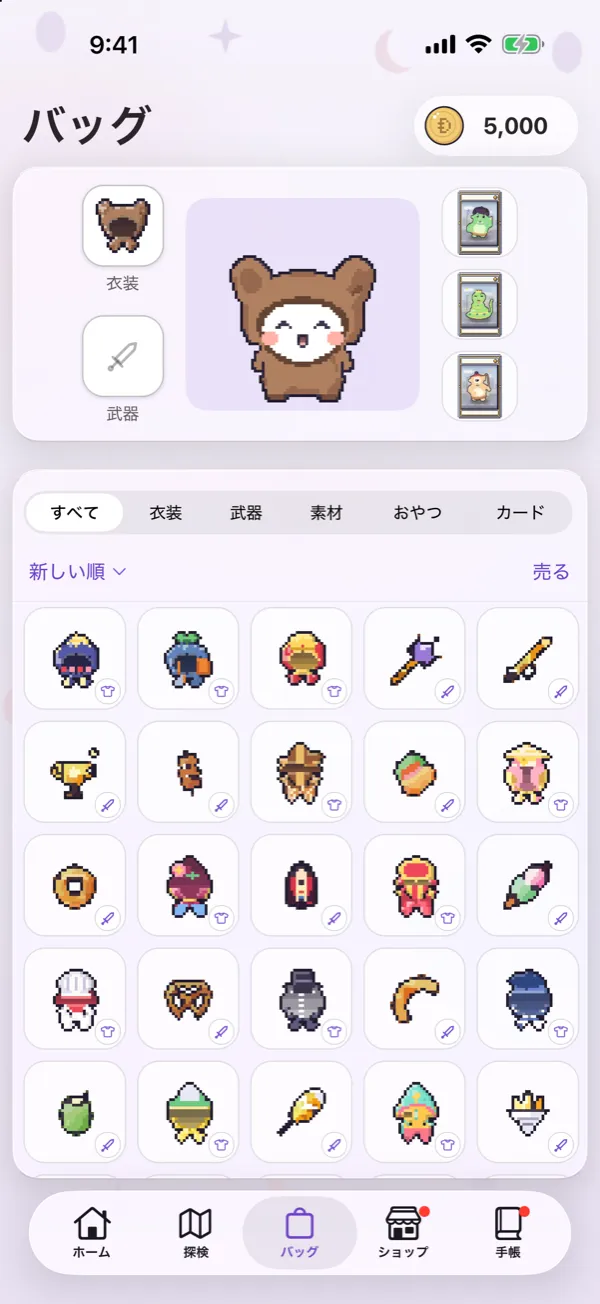 9:41
バッグ
5,000
衣装
武器
すべて
衣装
武器
素材
おやつ
カード
新しい順
売る
ホーム
探検
バッグ
ショップ
手帳